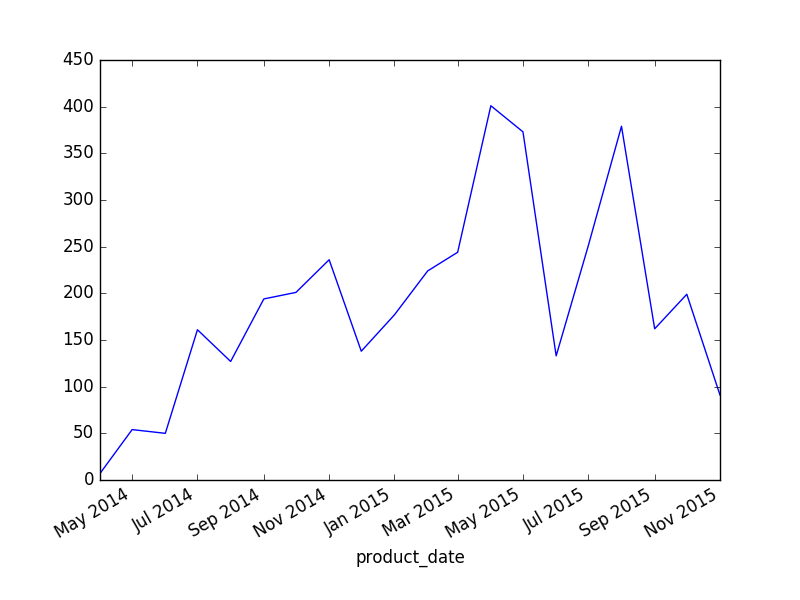 450
400
350
300
250
200
150
100
50
0
May 2014
Jul 2014
Sep 2014
Nov 2014
Jan 2015
Mar 2015
May 2015
Jul 2015
Sep 2015
Nov 2015
product_date